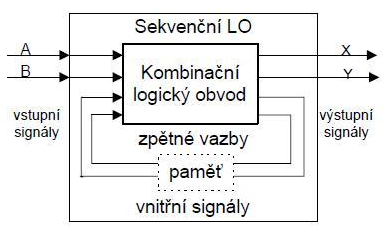 Sekvenční LO
A
B
Kombinační
logický obvod
X
Y
vstupní
signály
výstupní
signály
zpětné vazby
paměť
vnitřní signály